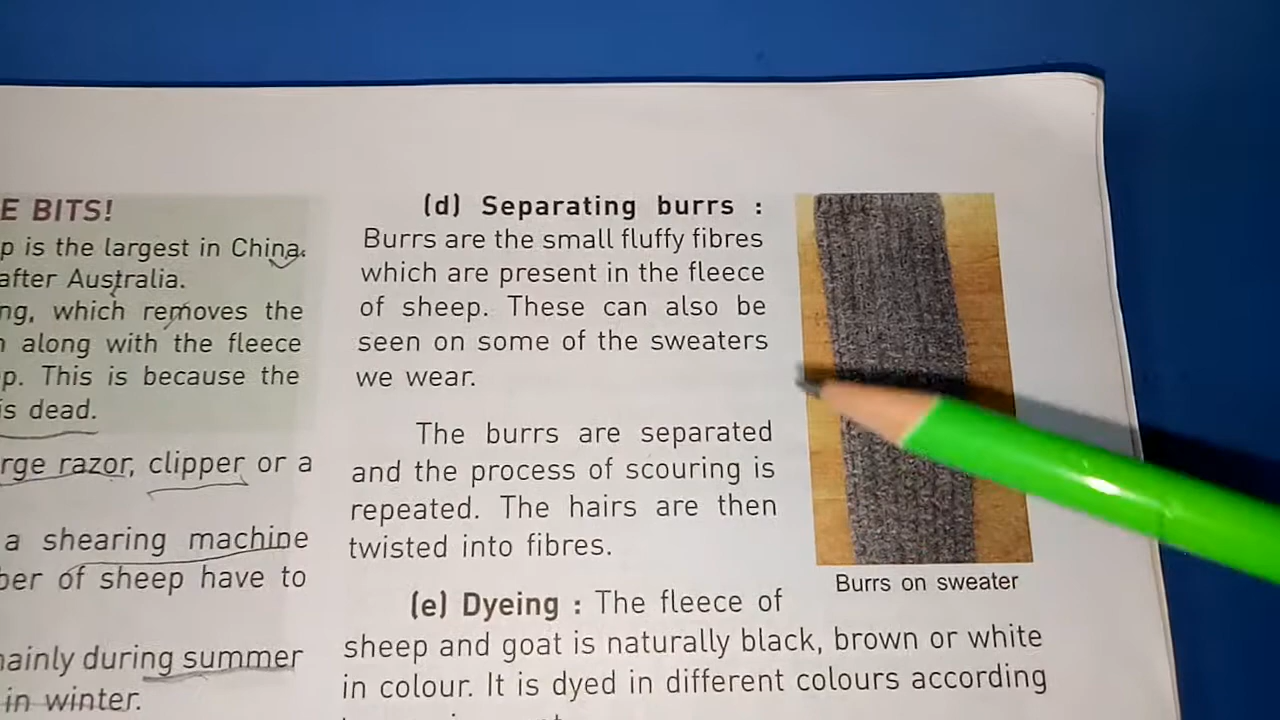 E BITS!
p is the largest in China.
after Australia.
ng, which removes the
along with the fleece
p. This is because the
is dead.
rge razor, clipper or a
a shearing machine
ber of sheep have to
ainly during summer
in winter.
(d) Separating burrs :
Burrs are the small fluffy fibres
which are present in the fleece
of sheep. These can also be
seen on some of the sweaters
we wear.
The burrs are separated
and the process of scouring is
repeated. The hairs are then
twisted into fibres.
Burrs on sweater
(e) Dyeing : The fleece of
sheep and goat is naturally black, brown or white
in colour. It is dyed in different colours according